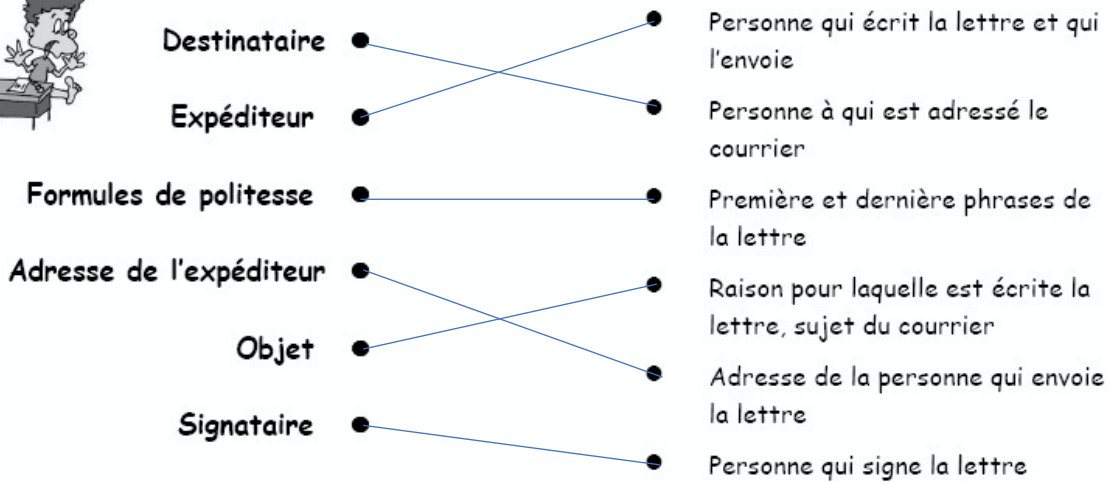 Destinataire
Expéditeur
Formules de politesse
Adresse de l'expéditeur
Objet
Signataire
Personne qui écrit la lettre et qui
l'envoie
Personne à qui est adressé le
courrier
Première et dernière phrases de
la lettre
Raison pour laquelle est écrite la
lettre, sujet du courrier
Adresse de la personne qui envoie
la lettre
Personne qui signe la lettre